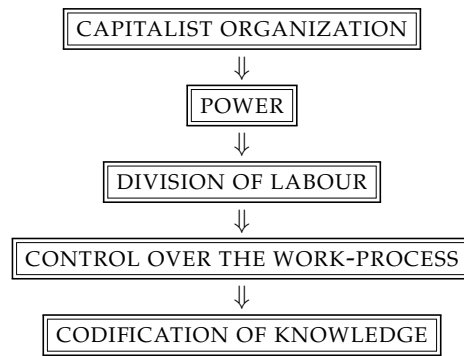 CAPITALIST ORGANIZATION
⇓
POWER
⇓
DIVISION OF LABOUR
⇓
CONTROL OVER THE WORK-PROCESS
⇓
CODIFICATION OF KNOWLEDGE